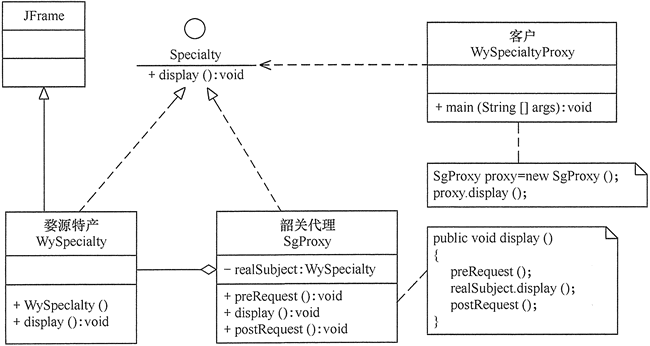 JFrame
Specialty
+ display ():void
客户
WySpecialtyProxy
+ main (String [] args):void
SgProxy proxy=new SgProxy ();
proxy.display ();
婺源特产
WySpecialty
+ WySpeclalty ()
+ display ():void
韶关代理
SgProxy
− realSubject:WySpecialty
+ preRequest ():void
+ display ():void
+ postRequest ():void
public void display ()
{
preRequest ();
realSubject.display ();
postRequest ();
}